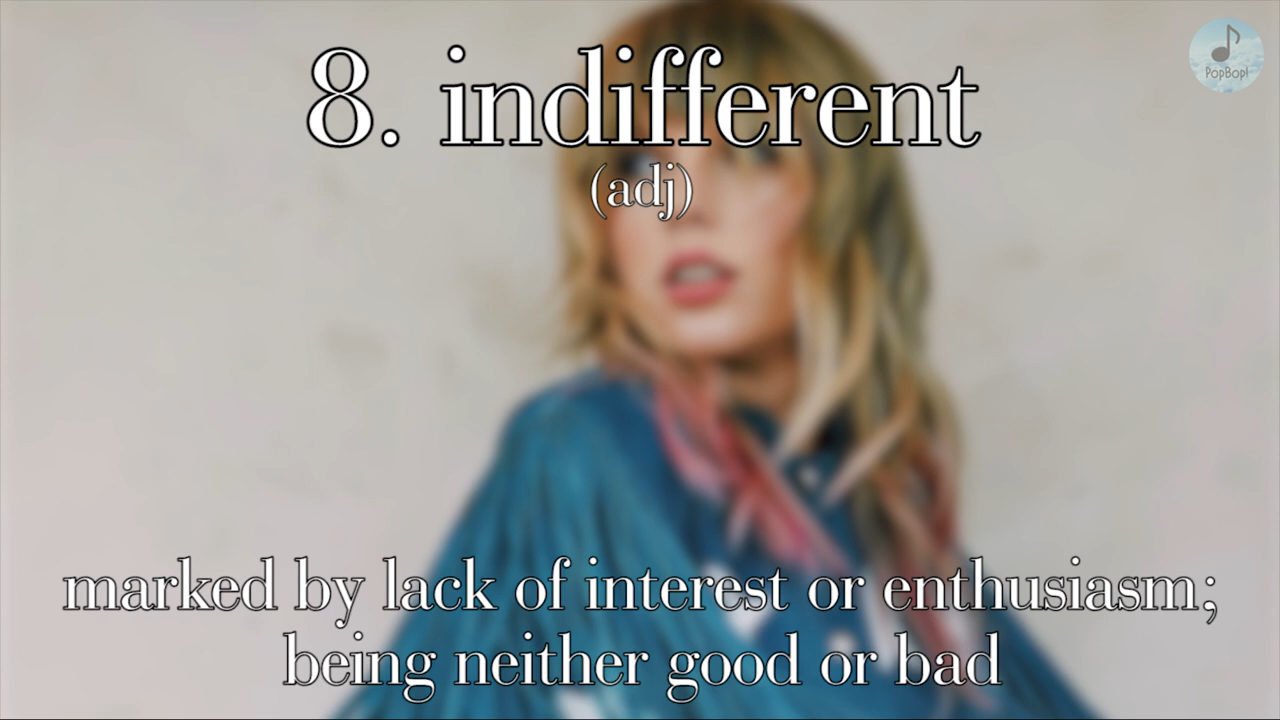 PopBop!
8. indifferent
(adj)
marked by lack of interest or enthusiasm;
being neither good or bad